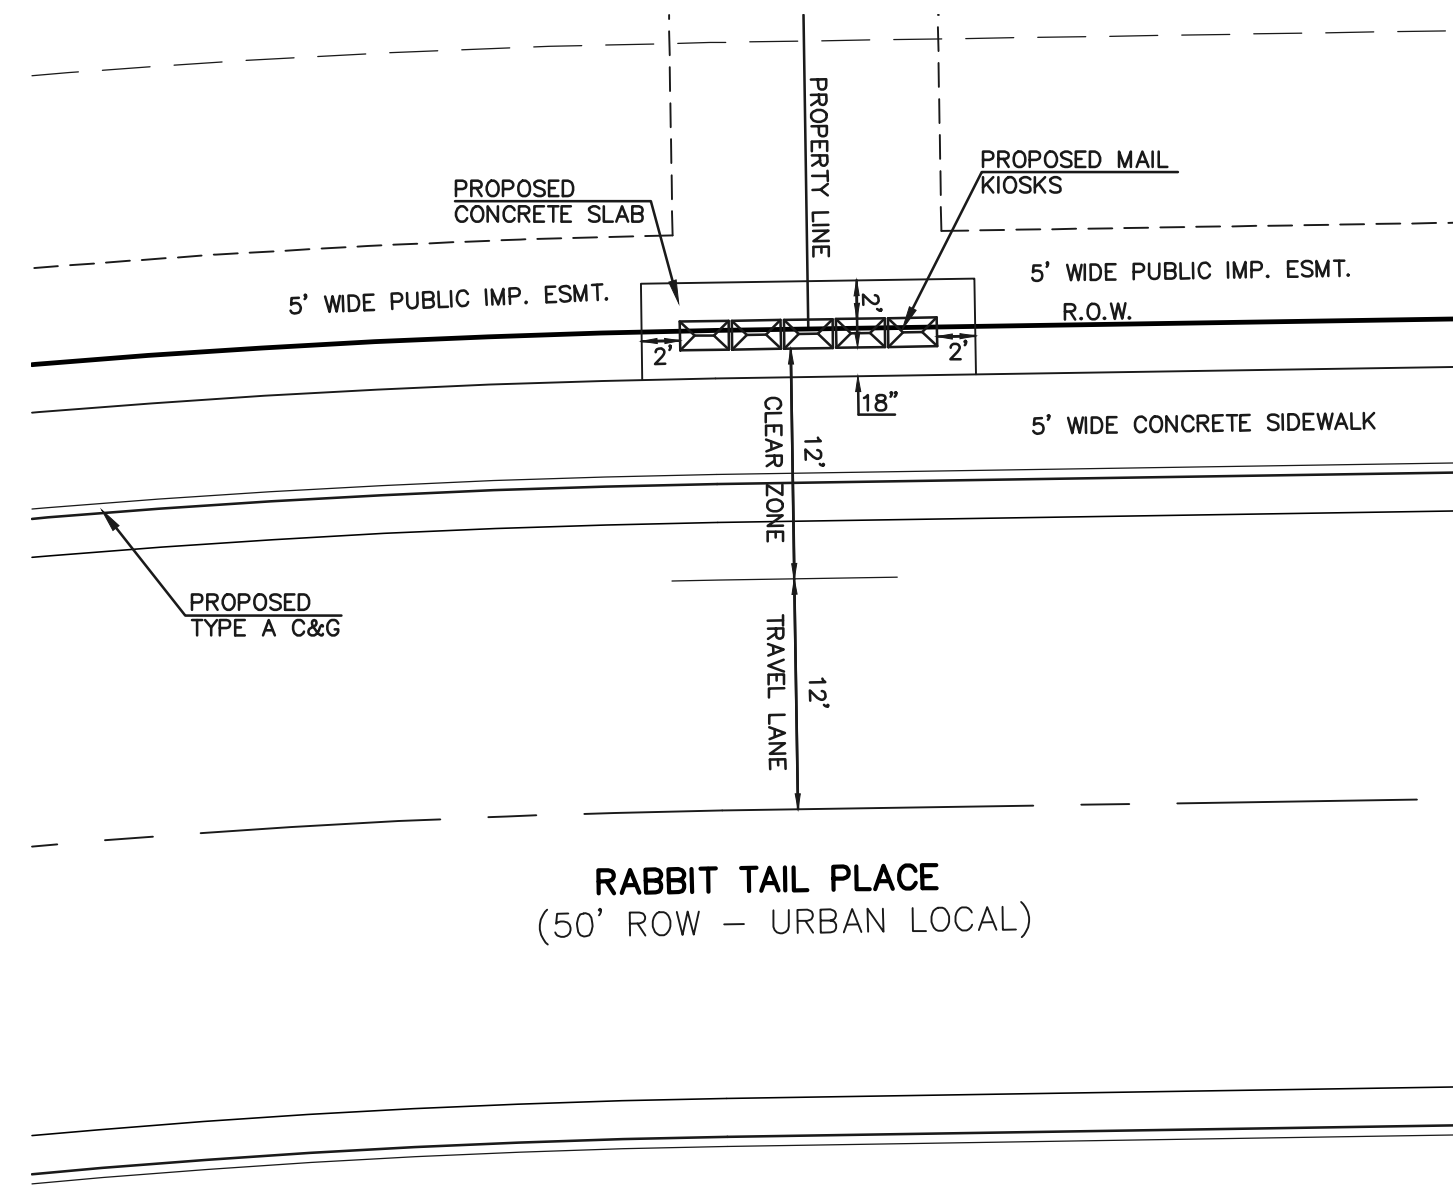 PROPERTY LINE
PROPOSED MAIL
KIOSKS
PROPOSED
CONCRETE SLAB
5' WIDE PUBLIC IMP. ESMT.
5' WIDE PUBLIC IMP. ESMT.
R.O.W.
2'
2'
2'
18"
CLEAR ZONE
12'
5' WIDE CONCRETE SIDEWALK
PROPOSED
TYPE A C&G
TRAVEL LANE
12'
RABBIT TAIL PLACE
(50' ROW – URBAN LOCAL)